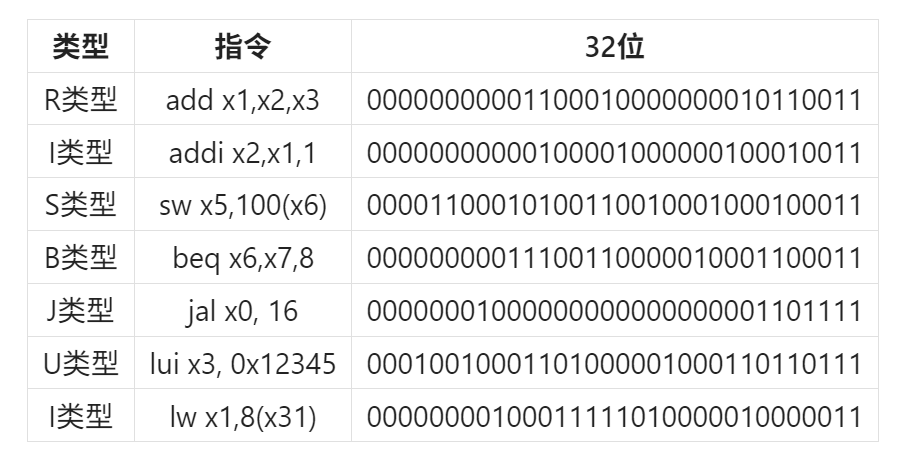 类型 指令 32位
R类型 add x1,x2,x3 00000000001100010000000010110011
I类型 addi x2,x1,1 00000000000100001000000100010011
S类型 sw x5,100(x6) 00001100010100110010001000100011
B类型 beq x6,x7,8 00000000011100110000010001100011
J类型 jal x0, 16 00000001000000000000000001101111
U类型 lui x3, 0x12345 00010010001101000001000110110111
I类型 lw x1,8(x31) 00000000100011111010000010000011